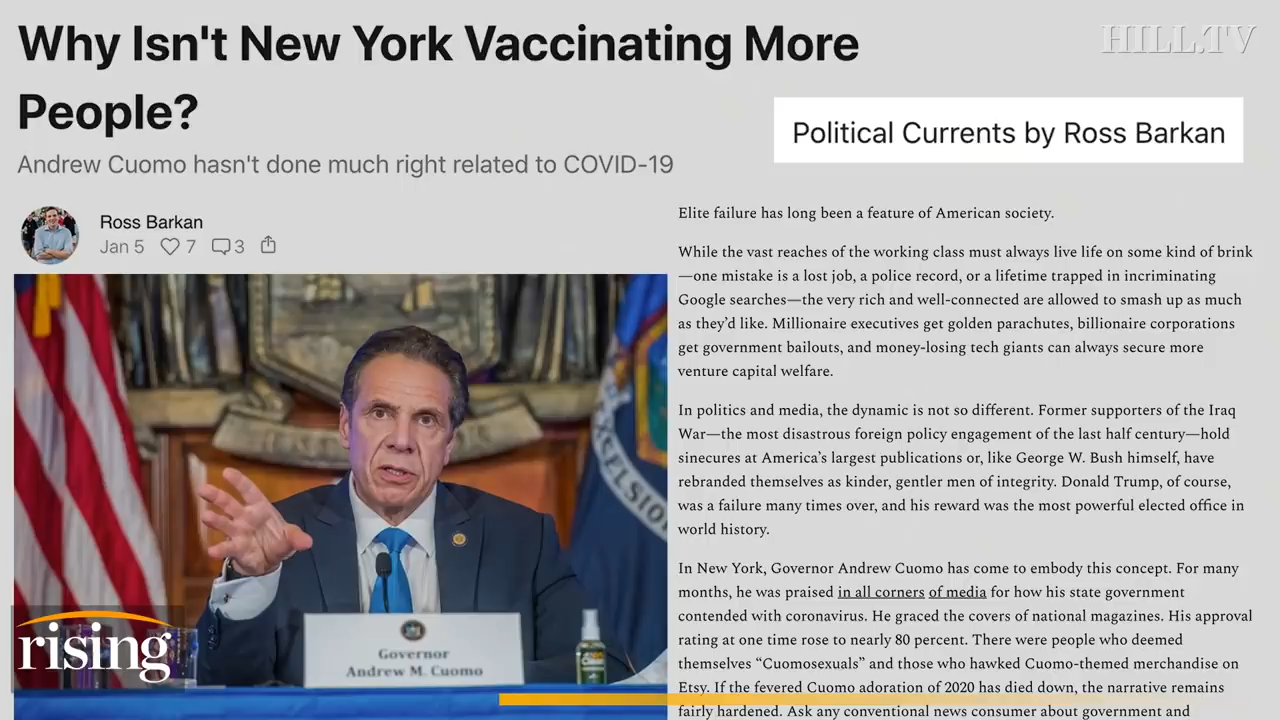 Why Isn't New York Vaccinating More
People?
HILL.TV
Political Currents by Ross Barkan
Andrew Cuomo hasn't done much right related to COVID-19
Ross Barkan
Jan 5 7 3
Elite failure has long been a feature of American society.
While the vast reaches of the working class must always live life on some kind of brink
—one mistake is a lost job, a police record, or a lifetime trapped in incriminating
Google searches—the very rich and well-connected are allowed to smash up as much
as they'd like. Millionaire executives get golden parachutes, billionaire corporations
get government bailouts, and money-losing tech giants can always secure more
venture capital welfare.
In politics and media, the dynamic is not so different. Former supporters of the Iraq
War—the most disastrous foreign policy engagement of the last half century—hold
sinecures at America's largest publications or, like George W. Bush himself, have
rebranded themselves as kinder, gentler men of integrity. Donald Trump, of course,
was a failure many times over, and his reward was the most powerful elected office in
world history.
In New York, Governor Andrew Cuomo has come to embody this concept. For many
months, he was praised in all corners of media for how his state government
contended with coronavirus. He graced the covers of national magazines. His approval
rating at one time rose to nearly 80 percent. There were people who deemed
themselves “Cuomosexuals” and those who hawked Cuomo-themed merchandise on
Etsy. If the fevered Cuomo adoration of 2020 has died down, the narrative remains
fairly hardened. Ask any conventional news consumer about government and
EXCELSIOR
Governor
Andrew M. Cuomo
rising